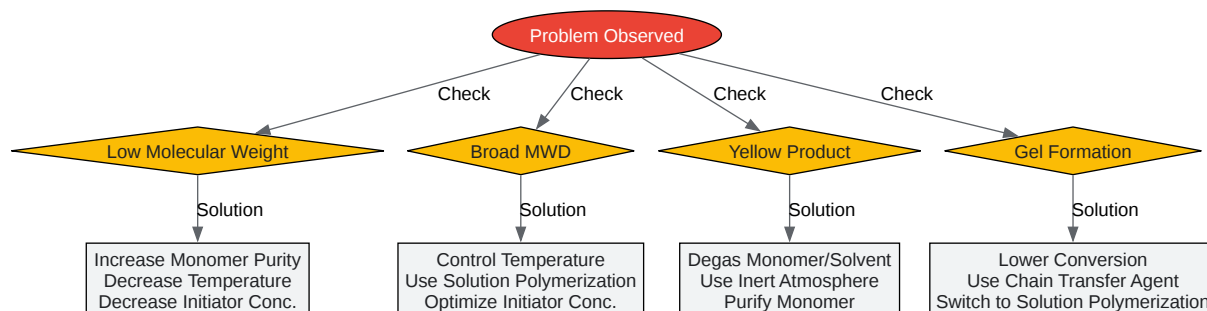 Problem Observed
Check
Check
Check
Check
Low Molecular Weight
Broad MWD
Yellow Product
Gel Formation
Solution
Solution
Solution
Solution
Increase Monomer Purity
Decrease Temperature
Decrease Initiator Conc.
Control Temperature
Use Solution Polymerization
Optimize Initiator Conc.
Degas Monomer/Solvent
Use Inert Atmosphere
Purify Monomer
Lower Conversion
Use Chain Transfer Agent
Switch to Solution Polymerization